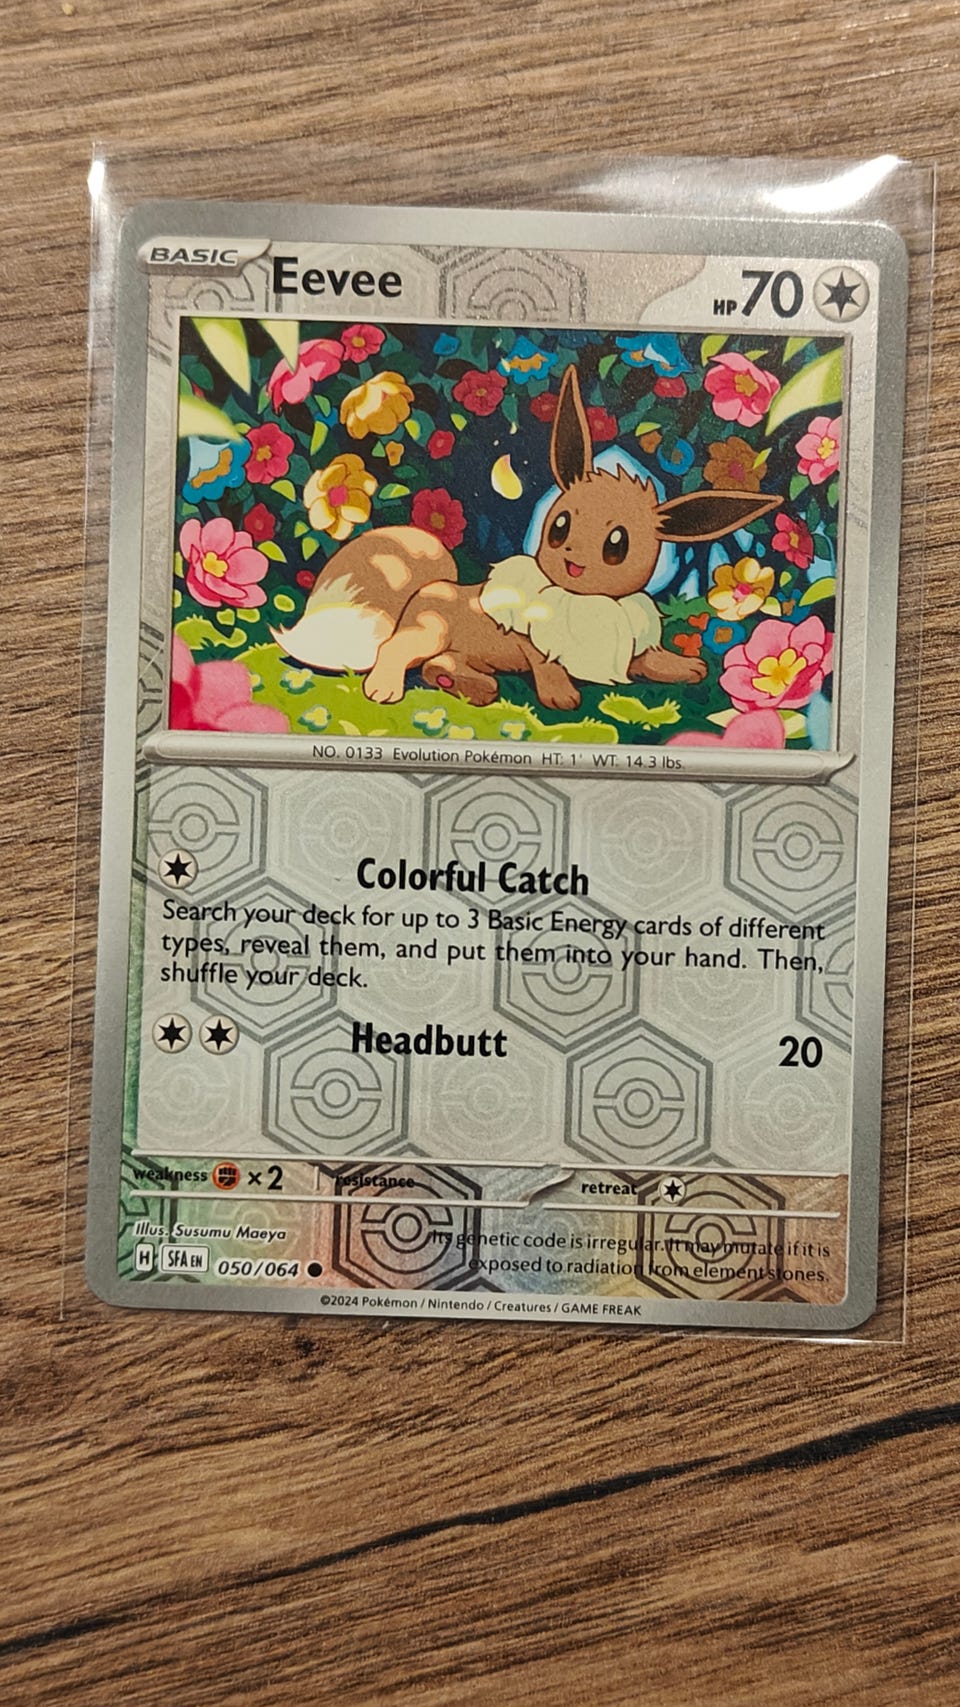 BASIC
Eevee
HP 70
NO. 0133 Evolution Pokémon HT: 1' WT: 14.3 lbs.
Colorful Catch
Search your deck for up to 3 Basic Energy cards of different
types, reveal them, and put them into your hand. Then,
shuffle your deck.
Headbutt 20
weakness ×2 resistance retreat
Illus. Susumu Maeya
H SFA EN 050/064
Its genetic code is irregular. It may mutate if it is
exposed to radiation from element stones.
©2024 Pokémon / Nintendo / Creatures / GAME FREAK